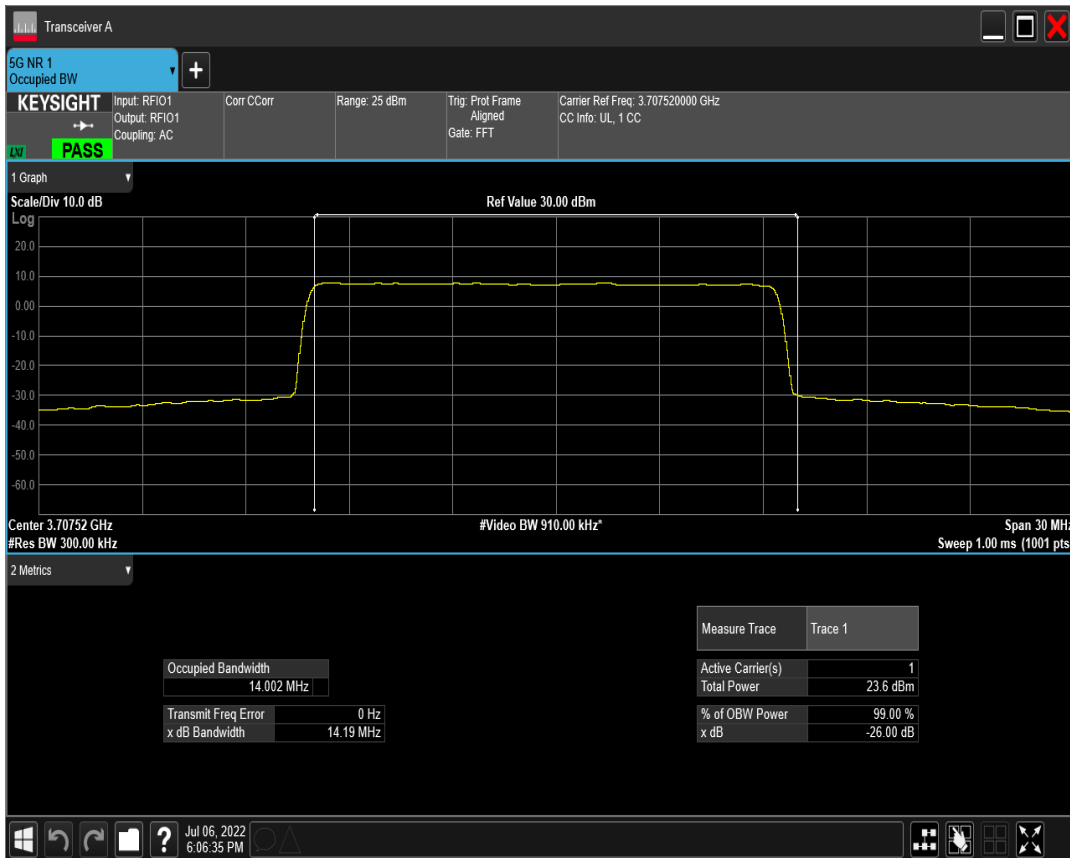 Transceiver A
5G NR 1
Occupied BW
+
KEYSIGHT
LXI
PASS
Input: RFIO1
Output: RFIO1
Coupling: AC
Corr CCorr
Range: 25 dBm
Trig: Prot Frame
Aligned
Gate: FFT
Carrier Ref Freq: 3.707520000 GHz
CC Info: UL, 1 CC
1 Graph
Scale/Div 10.0 dB
Ref Value 30.00 dBm
Log
20.0
10.0
0.00
-10.0
-20.0
-30.0
-40.0
-50.0
-60.0
Center 3.70752 GHz
#Video BW 910.00 kHz*
Span 30 MHz
#Res BW 300.00 kHz
Sweep 1.00 ms (1001 pts
2 Metrics
Measure Trace Trace 1
Occupied Bandwidth
14.002 MHz
Active Carrier(s) 1
Total Power 23.6 dBm
Transmit Freq Error 0 Hz
x dB Bandwidth 14.19 MHz
% of OBW Power 99.00 %
x dB -26.00 dB
?
Jul 06, 2022
6:06:35 PM